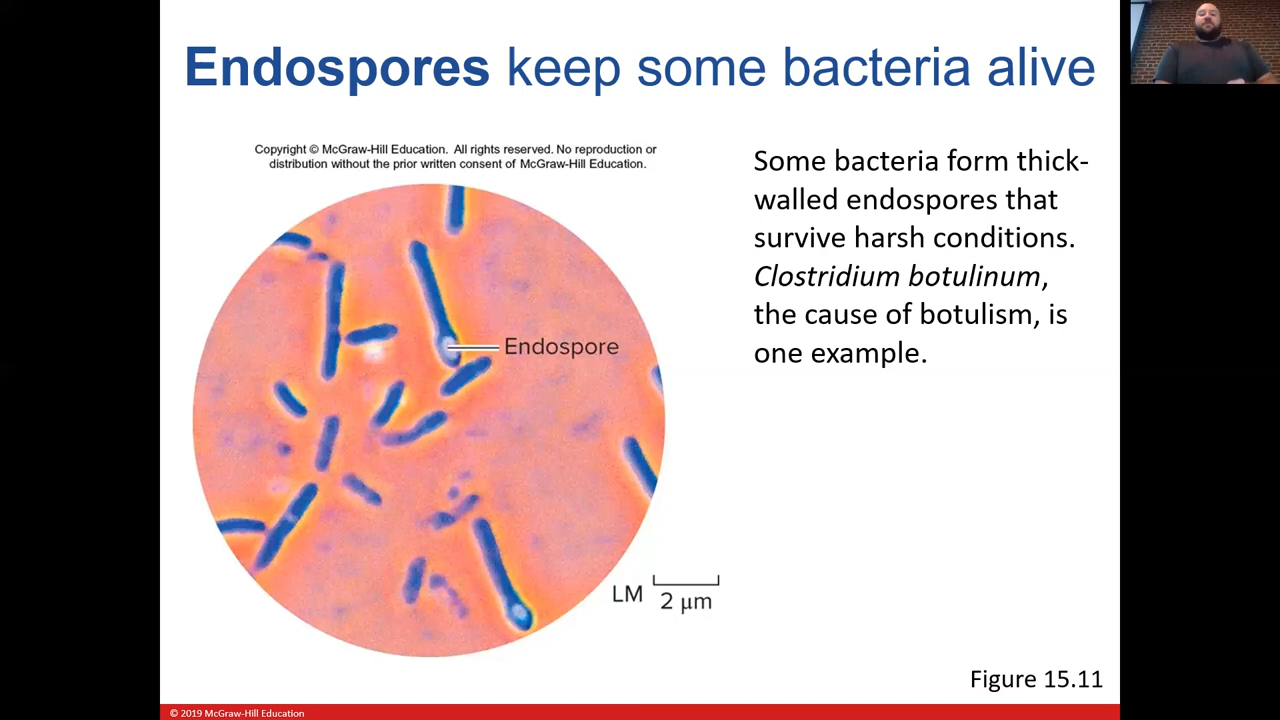 Endospores keep some bacteria alive
Copyright © McGraw-Hill Education. All rights reserved. No reproduction or
distribution without the prior written consent of McGraw-Hill Education.
Some bacteria form thick-
walled endospores that
survive harsh conditions.
Clostridium botulinum,
the cause of botulism, is
one example.
Endospore
LM
2 μm
Figure 15.11
© 2019 McGraw-Hill Education